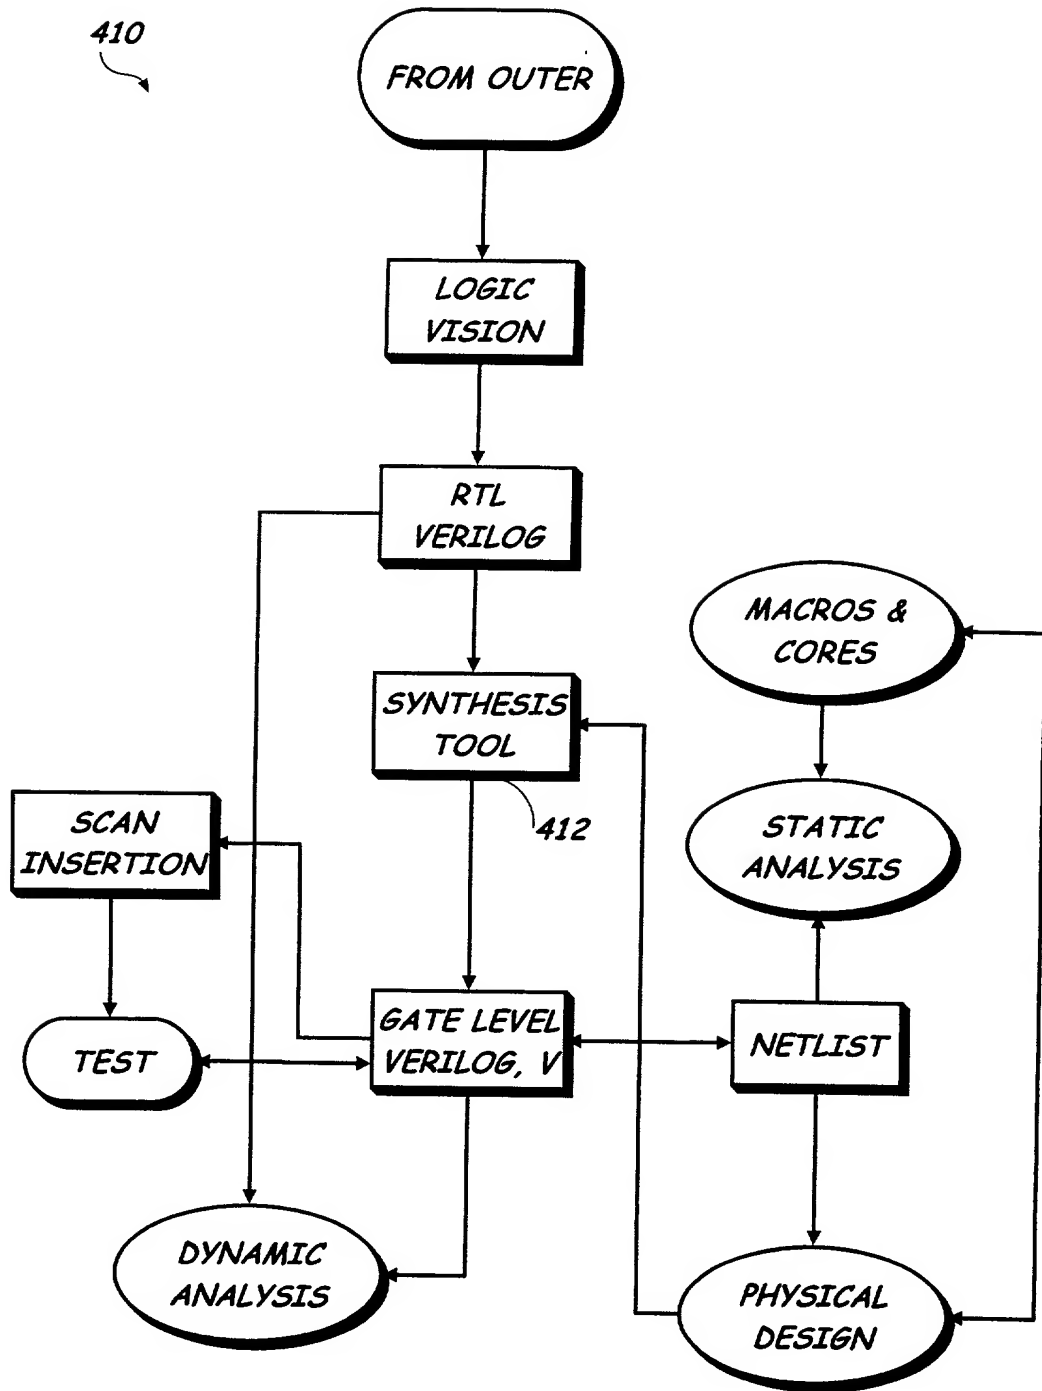 410
FROM OUTER
LOGIC
VISION
RTL
VERILOG
MACROS &
CORES
SYNTHESIS
TOOL
412
SCAN
INSERTION
STATIC
ANALYSIS
GATE LEVEL
VERILOG, V
NETLIST
TEST
DYNAMIC
ANALYSIS
PHYSICAL
DESIGN